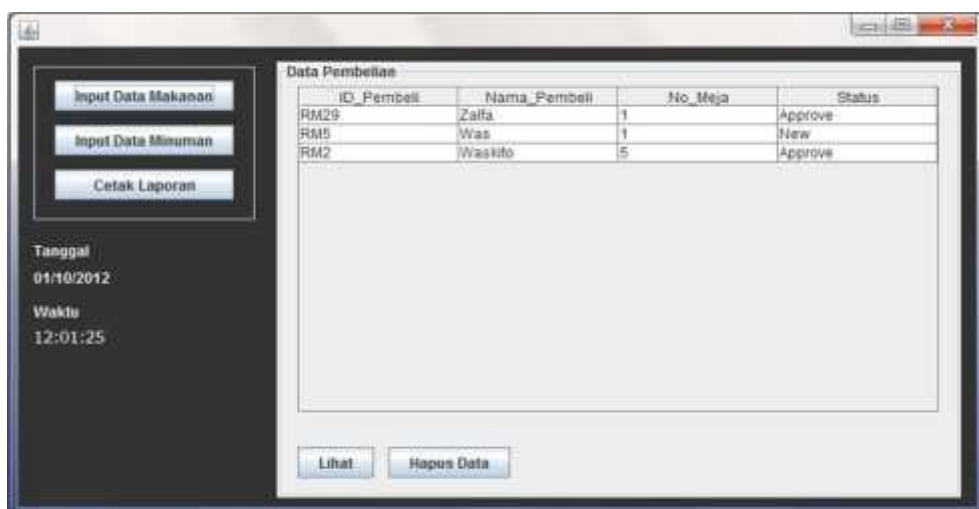 Input Data Makanan
Input Data Minuman
Cetak Laporan
Tanggal
01/10/2012
Waktu
12:01:25
Data Pembelian
ID_Pembeli Nama_Pembeli No_Meja Status
RM29 Zalfa 1 Approve
RM5 Was 1 New
RM2 Waskito 5 Approve
Lihat Hapus Data